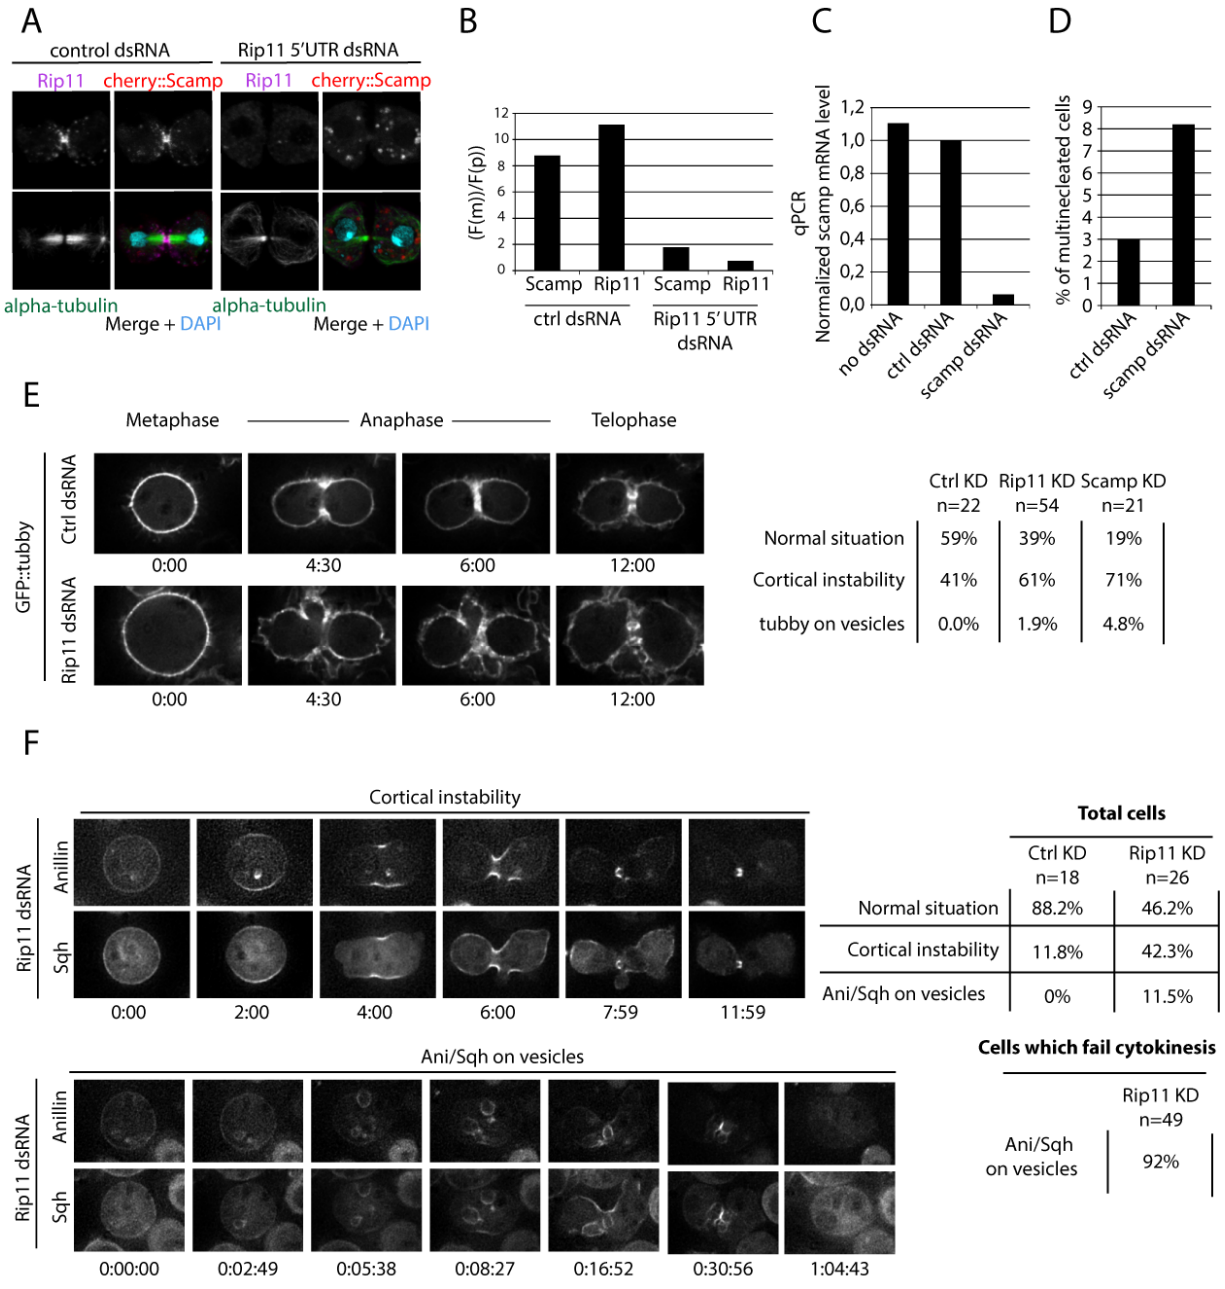 A
control dsRNA
Rip11 5'UTR dsRNA
Rip11
cherry::Scamp
Rip11
cherry::Scamp
alpha-tubulin
Merge + DAPI
alpha-tubulin
Merge + DAPI
B
(F(m))/F(p))
12
10
8
6
4
2
0
Scamp
Rip11
Scamp
Rip11
ctrl dsRNA
Rip11 5'UTR
dsRNA
C
qPCR
Normalized scamp mRNA level
1,2
1,0
0,8
0,6
0,4
0,2
0,0
no dsRNA
ctrl dsRNA
scamp dsRNA
D
% of multinecleated cells
9
8
7
6
5
4
3
2
1
0
ctrl dsRNA
scamp dsRNA
E
Metaphase
Anaphase
Telophase
GFP::tubby
Ctrl dsRNA
0:00
4:30
6:00
12:00
Rip11 dsRNA
0:00
4:30
6:00
12:00
Ctrl KD Rip11 KD Scamp KD
n=22 n=54 n=21
Normal situation 59% 39% 19%
Cortical instability 41% 61% 71%
tubby on vesicles 0.0% 1.9% 4.8%
F
Cortical instability
Rip11 dsRNA
Anillin
Sqh
0:00
2:00
4:00
6:00
7:59
11:59
Total cells
Ctrl KD Rip11 KD
n=18 n=26
Normal situation 88.2% 46.2%
Cortical instability 11.8% 42.3%
Ani/Sqh on vesicles 0% 11.5%
Ani/Sqh on vesicles
Rip11 dsRNA
Anillin
Sqh
0:00:00
0:02:49
0:05:38
0:08:27
0:16:52
0:30:56
1:04:43
Cells which fail cytokinesis
Rip11 KD
n=49
Ani/Sqh
on vesicles
92%